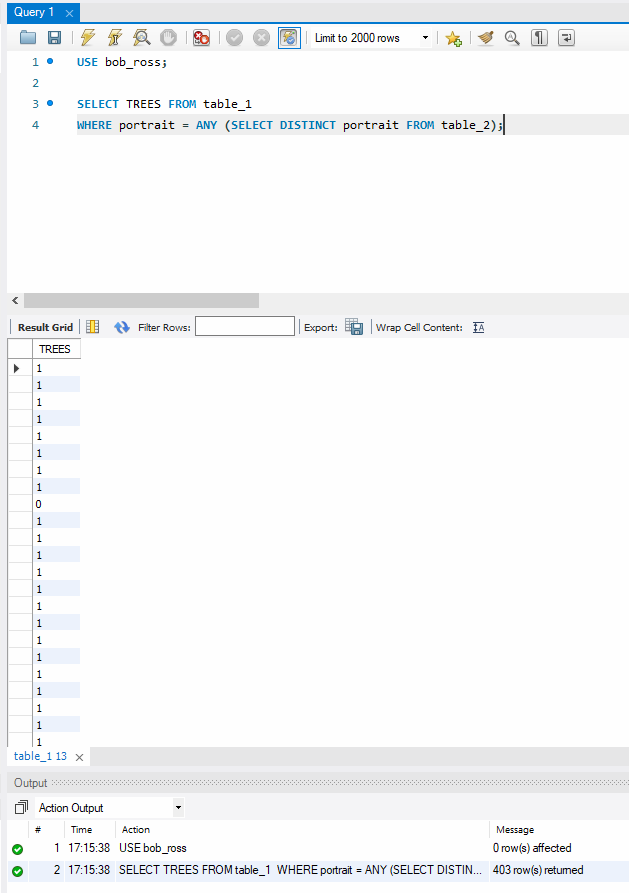 Query 1
Limit to 2000 rows
1 USE bob_ross;
2
3 SELECT TREES FROM table_1
4 WHERE portrait = ANY (SELECT DISTINCT portrait FROM table_2);
Result Grid Filter Rows: Export: Wrap Cell Content:
TREES
1
1
1
1
1
1
1
1
0
1
1
1
1
1
1
1
1
1
1
1
1
1
1
table_1 13
Output
Action Output
# Time Action Message
1 17:15:38 USE bob_ross 0 row(s) affected
2 17:15:38 SELECT TREES FROM table_1 WHERE portrait = ANY (SELECT DISTIN... 403 row(s) returned